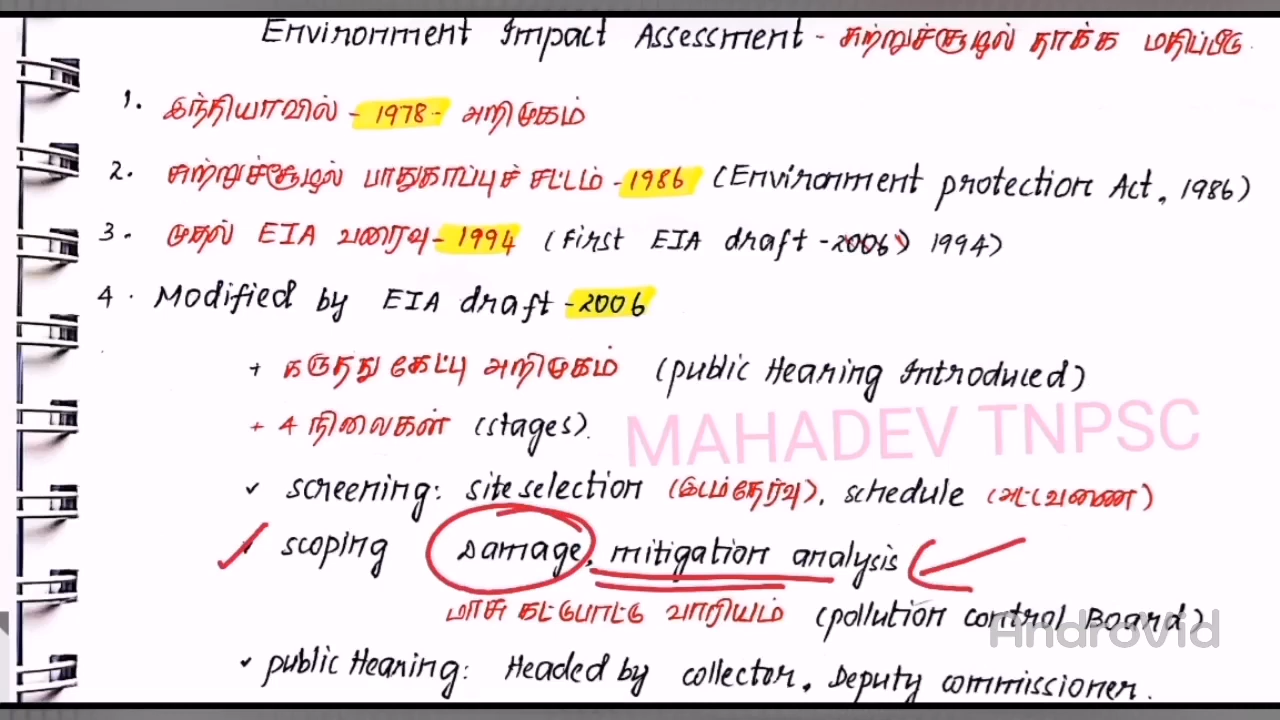 Environment Impact Assessment - சுற்றுச்சூழல் தாக்க மதிப்பீடு.
1. இந்தியாவில் - 1978 - அறிமுகம்
2. சுற்றுச்சூழல் பாதுகாப்புச் சட்டம் - 1986 (Environment protection Act, 1986)
3. முதல் EIA வரைவு - 1994 (First EIA draft - 2006) 1994)
4. Modified by EIA draft - 2006
+ கருத்து கேட்பு அறிமுகம் (public Hearing Introduced)
+ 4 நிலைகள் (stages).
MAHADEV TNPSC
✓ screening: site selection (இடம்தேர்வு), schedule (அட்டவணை)
✓ scoping Damage, mitigation analysis
மாசு கட்டுபாட்டு வாரியம் (pollution control Board)
AndroVid
✓ public Hearing: Headed by collector, Deputy commissioner.